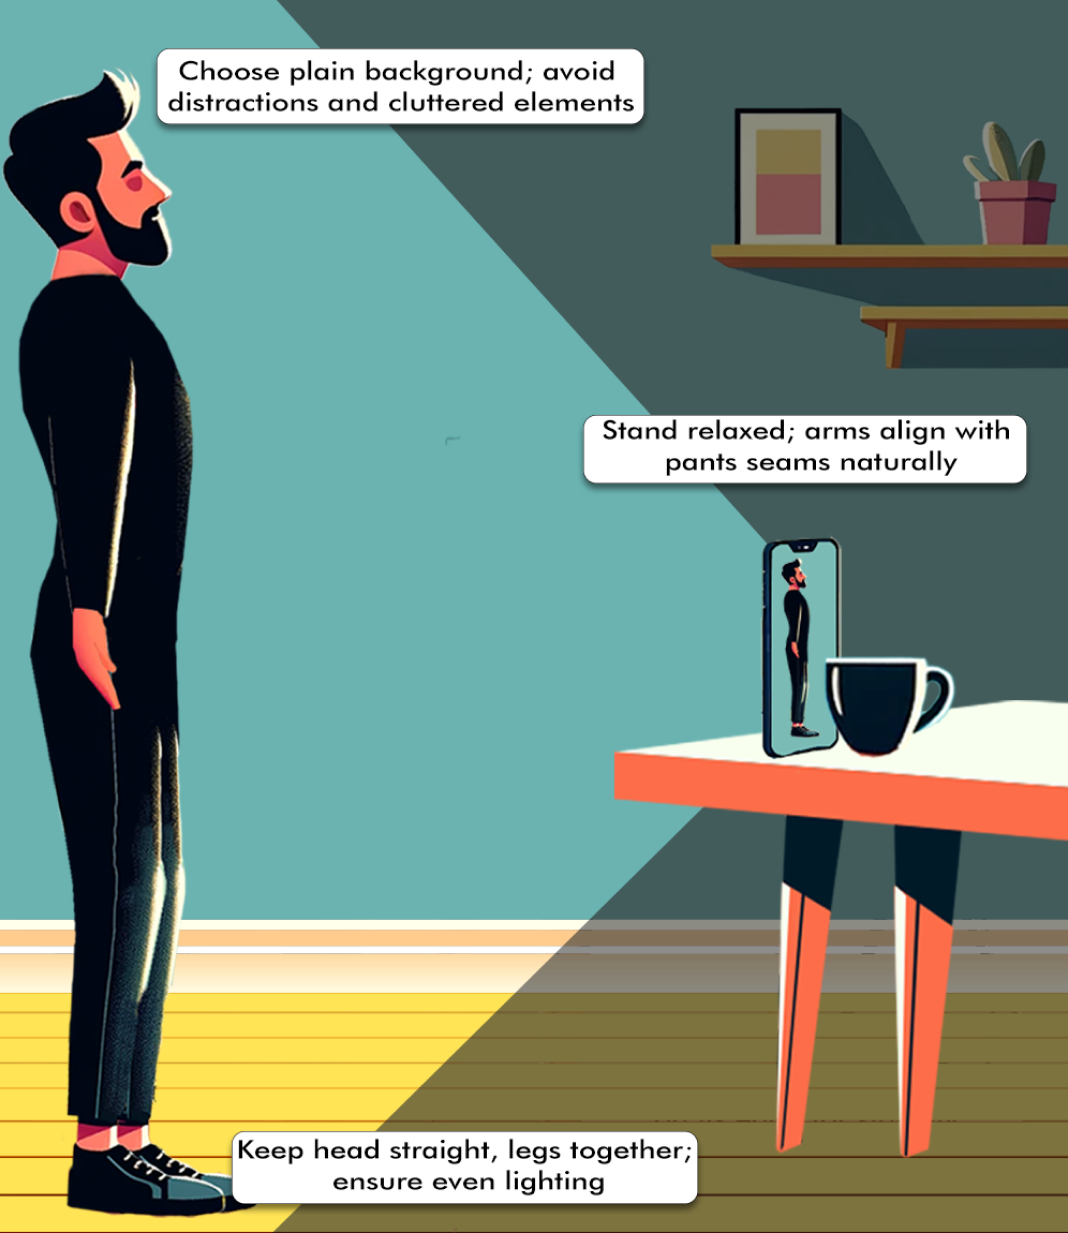 Choose plain background; avoid
distractions and cluttered elements
Stand relaxed; arms align with
pants seams naturally
Keep head straight, legs together;
ensure even lighting